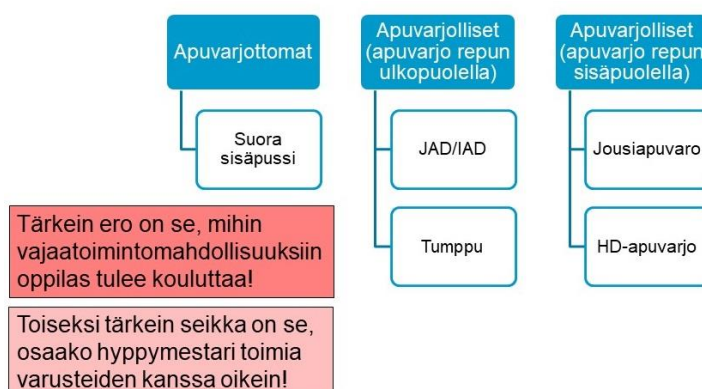 Apuvarjottomat
Suora
sisäpussi
Apuvarjolliset
(apuvarjo repun
ulkopuolella)
JAD/IAD
Tumppu
Apuvarjolliset
(apuvarjo repun
sisäpuolella)
Jousiapuvaro
HD-apuvarjo
Tärkein ero on se, mihin
vajaatoimintomahdollisuuksiin
oppilas tulee kouluttaa!
Toiseksi tärkein seikka on se,
osaako hyppymestari toimia
varusteiden kanssa oikein!